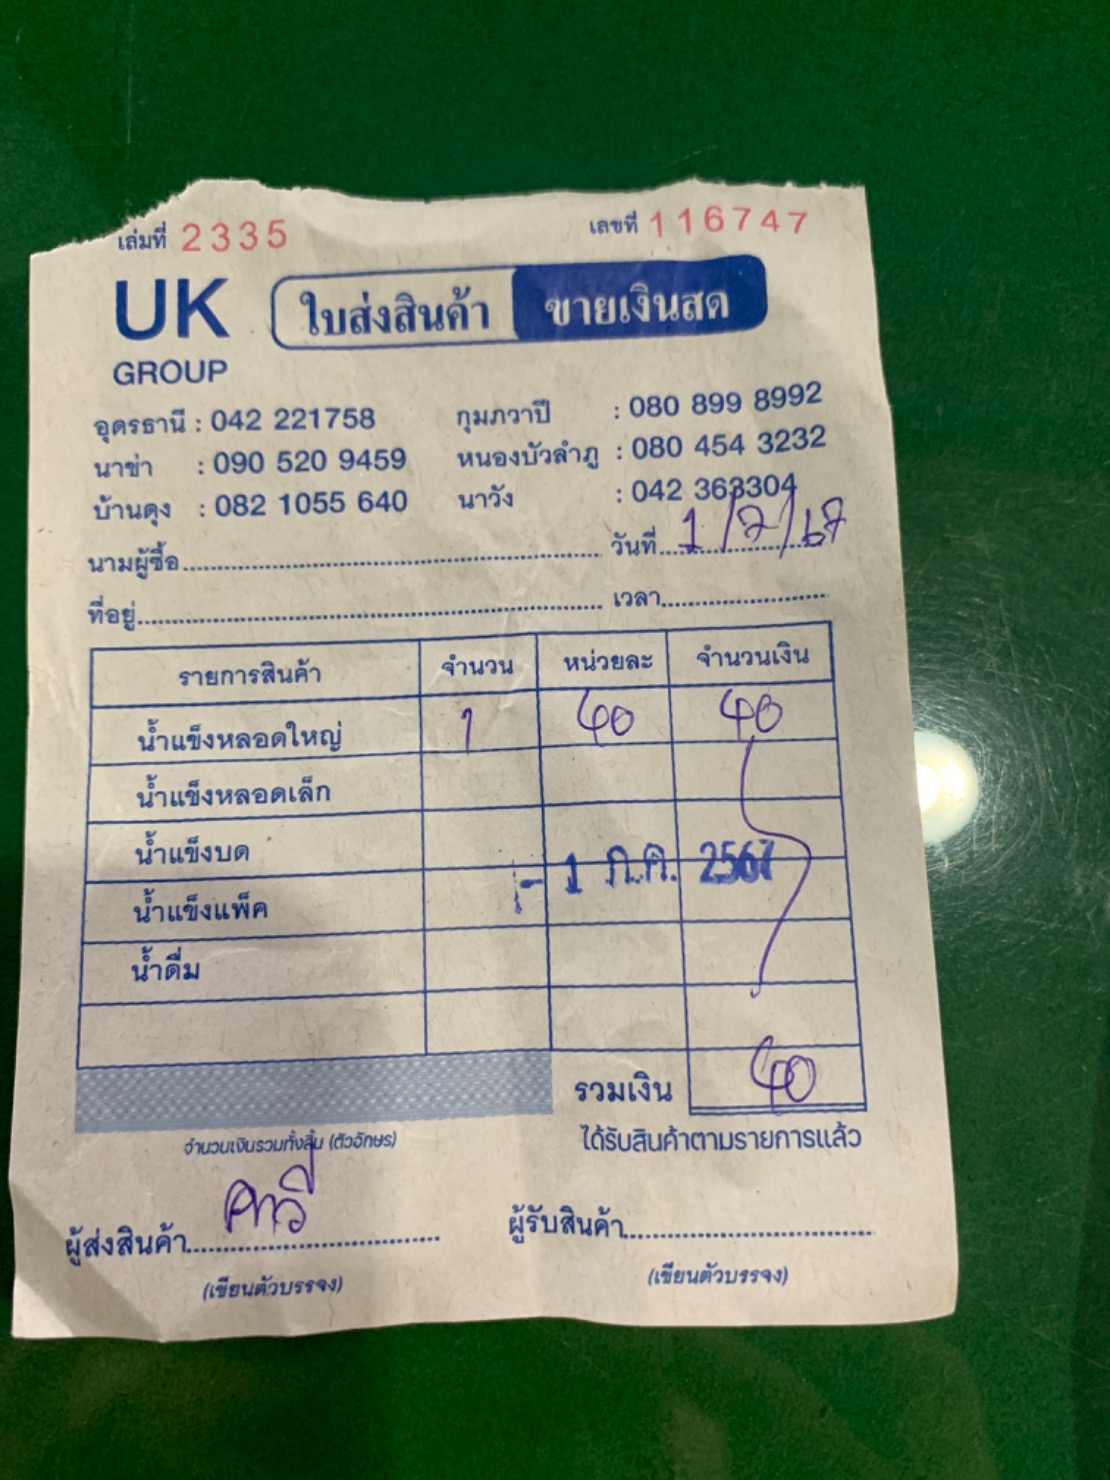 เล่มที่ 2335 เลขที่ 116747
UK GROUP
ใบส่งสินค้า ขายเงินสด
อุดรธานี : 042 221758 กุมภวาปี : 080 899 8992
นาข่า : 090 520 9459 หนองบัวลำภู : 080 454 3232
บ้านดุง : 082 1055 640 นาวัง : 042 363304
นามผู้ซื้อ วันที่ 1/7/67
ที่อยู่ เวลา
รายการสินค้า จำนวน หน่วยละ จำนวนเงิน
น้ำแข็งหลอดใหญ่ 1 40 40
น้ำแข็งหลอดเล็ก
น้ำแข็งบด
- 1 ก.ค. 2567
น้ำแข็งแพ็ค
น้ำดื่ม
รวมเงิน 40
จำนวนเงินรวมทั้งสิ้น (ตัวอักษร) ได้รับสินค้าตามรายการแล้ว
ผู้ส่งสินค้า ผู้รับสินค้า
(เขียนตัวบรรจง) (เขียนตัวบรรจง)